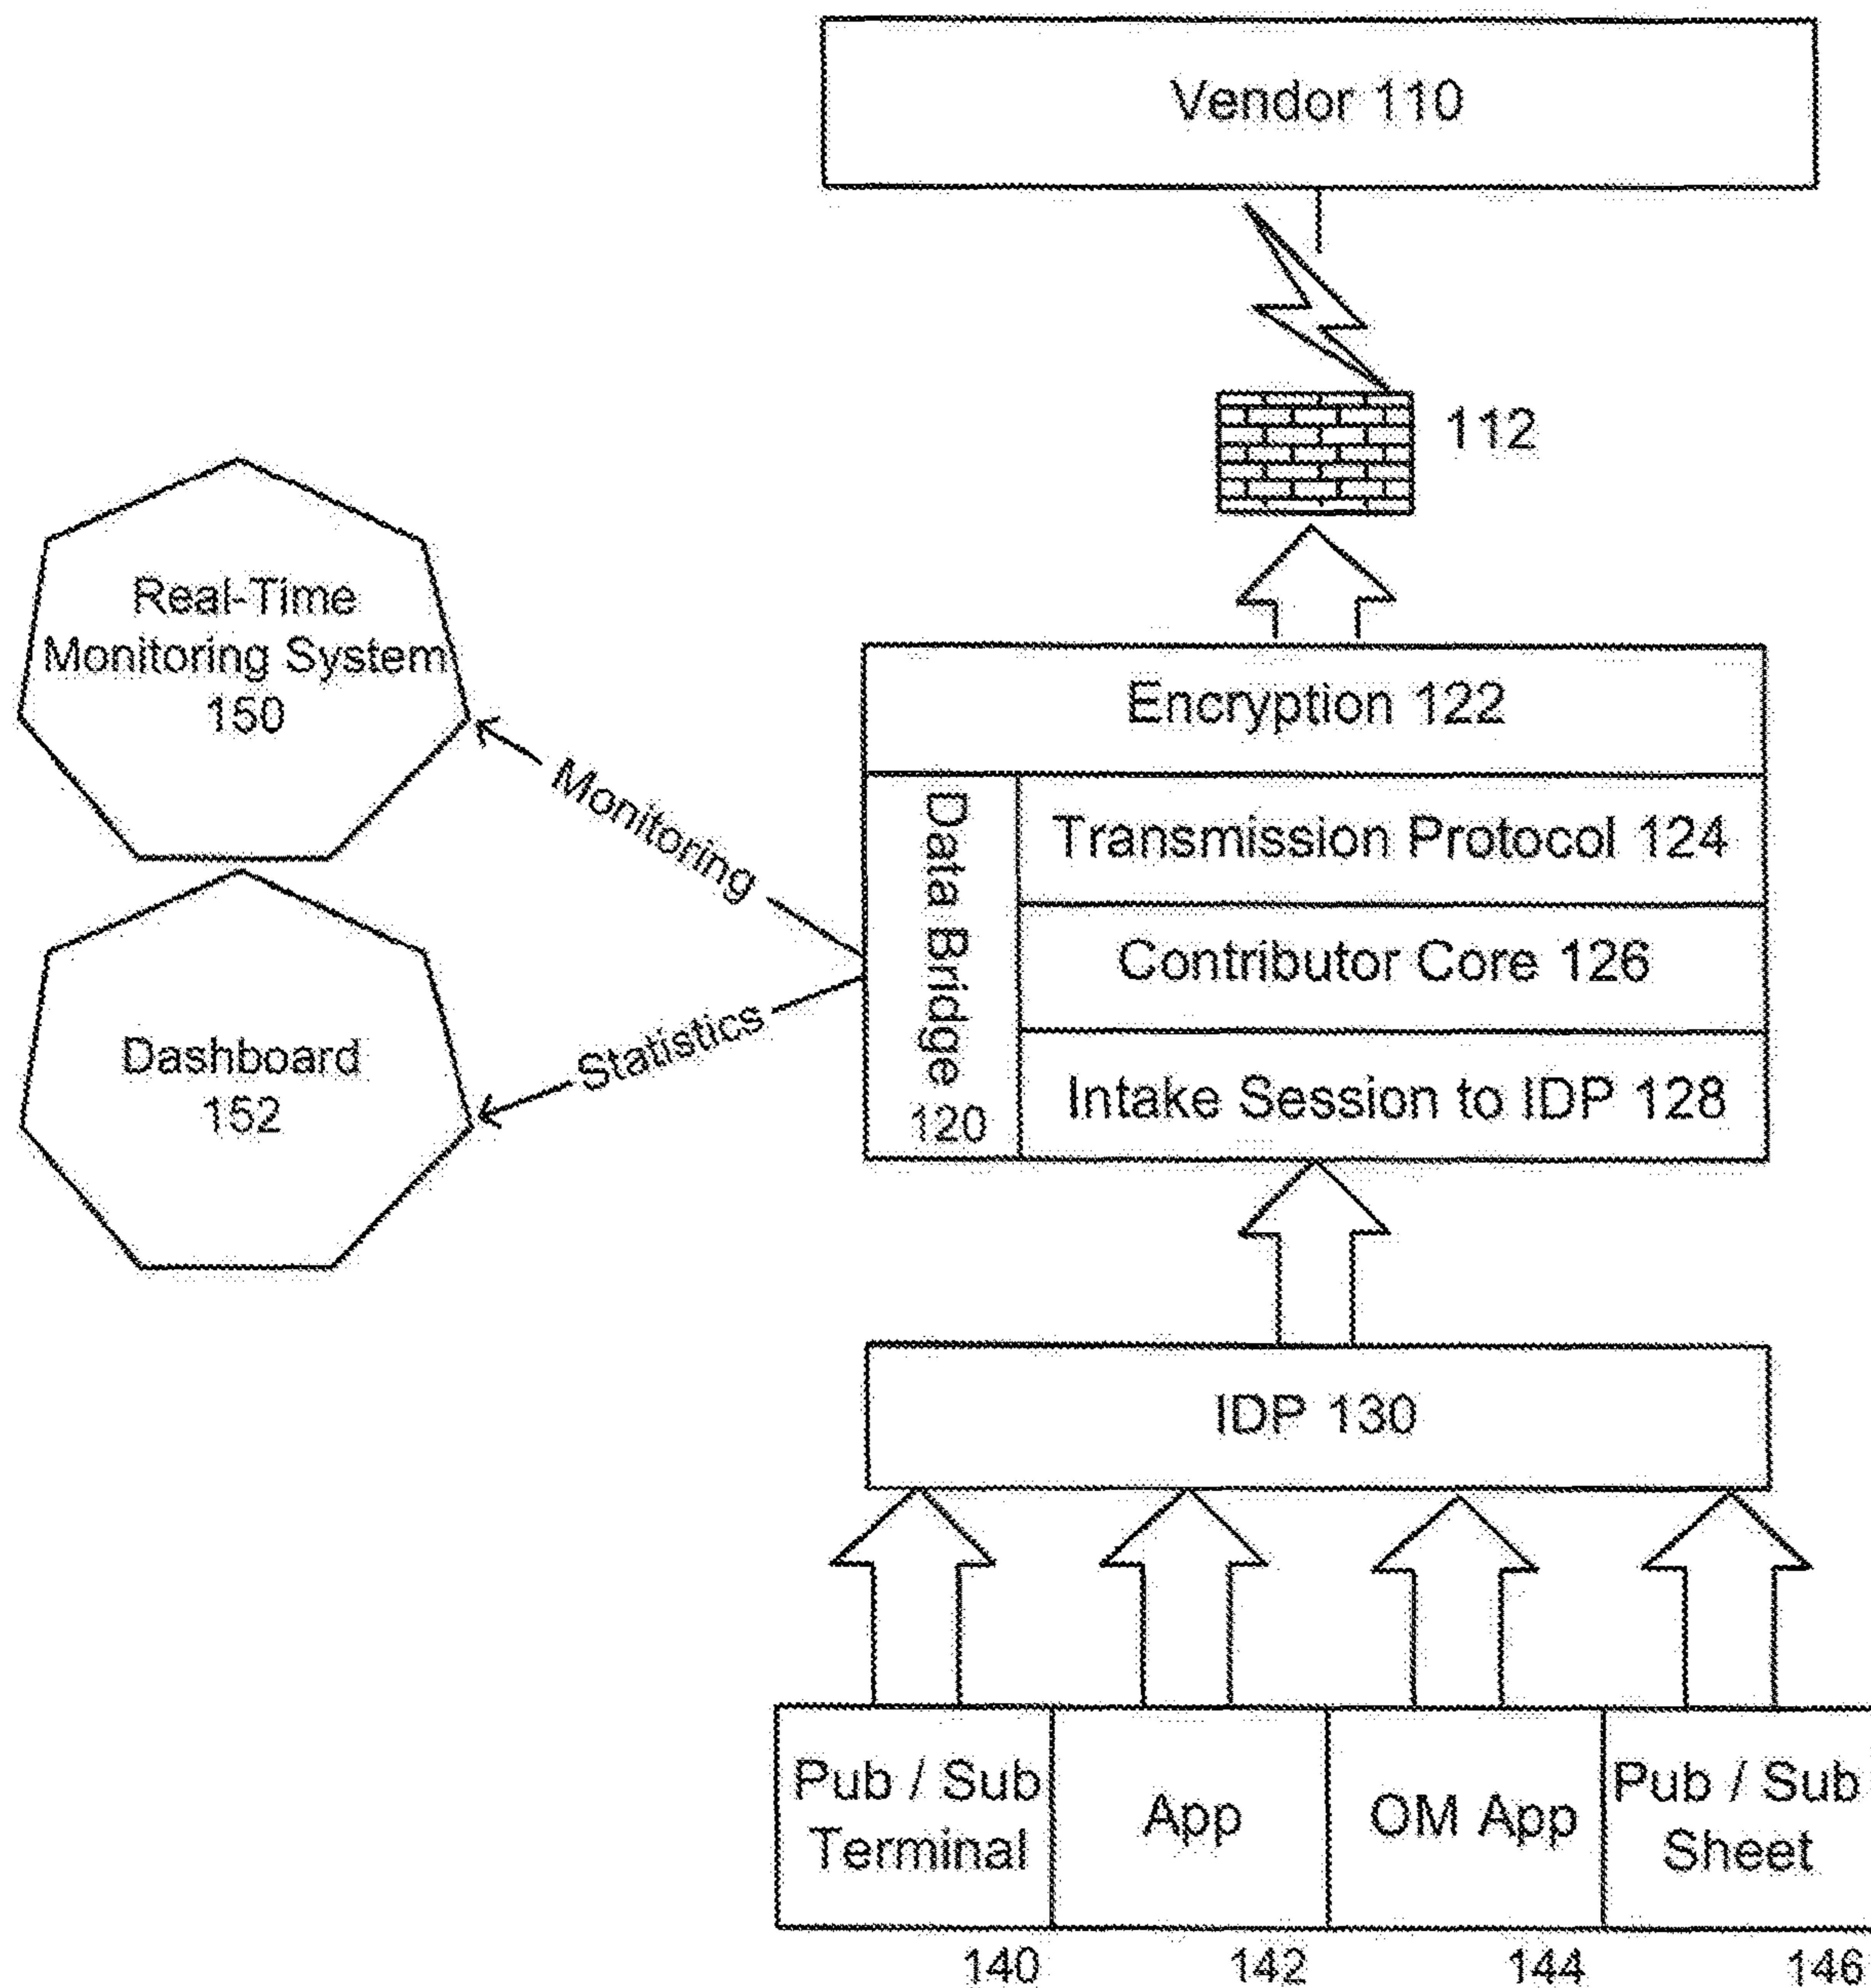 Vendor 110
112
Real-Time
Monitoring System
150
Monitoring
Encryption 122
Data Bridge
120
Transmission Protocol 124
Contributor Core 126
Intake Session to IDP 128
Statistics
Dashboard
152
IDP 130
Pub / Sub
Terminal
App
OM App
Pub / Sub
Sheet
140
142
144
146